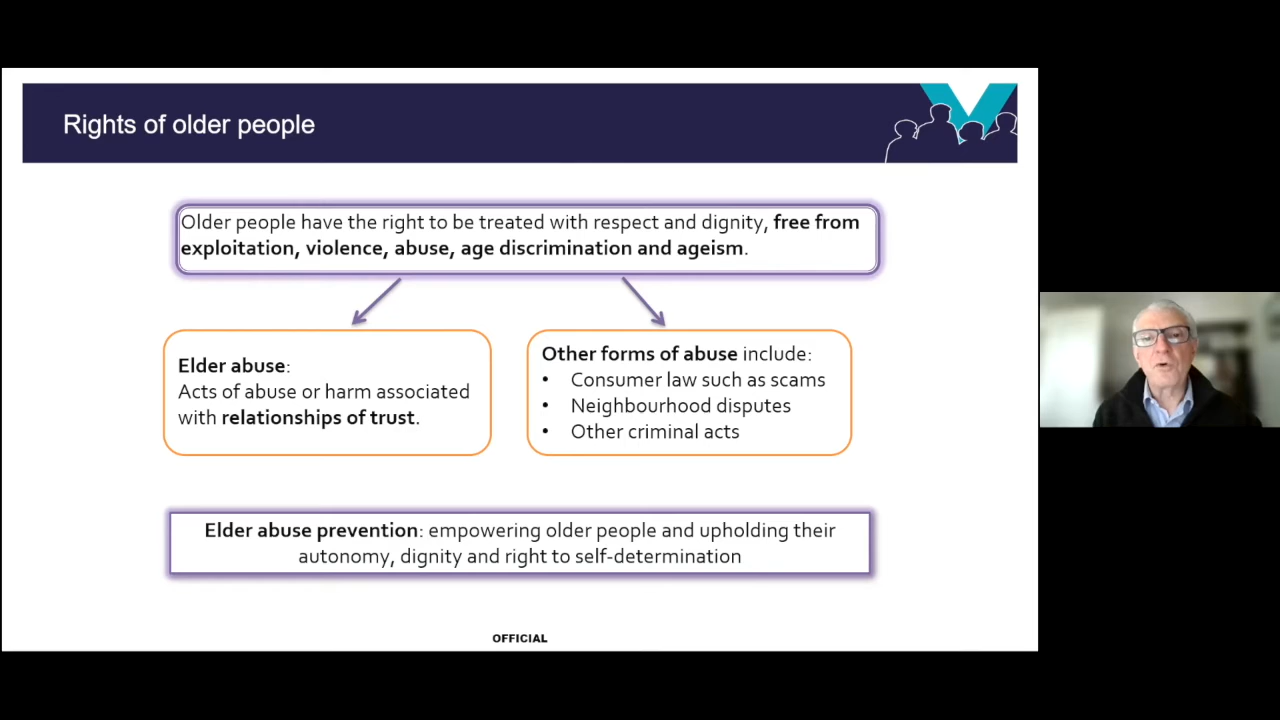 Rights of older people
Older people have the right to be treated with respect and dignity, free from
exploitation, violence, abuse, age discrimination and ageism.
Elder abuse:
Acts of abuse or harm associated
with relationships of trust.
Other forms of abuse include:
• Consumer law such as scams
• Neighbourhood disputes
• Other criminal acts
Elder abuse prevention: empowering older people and upholding their
autonomy, dignity and right to self-determination
OFFICIAL